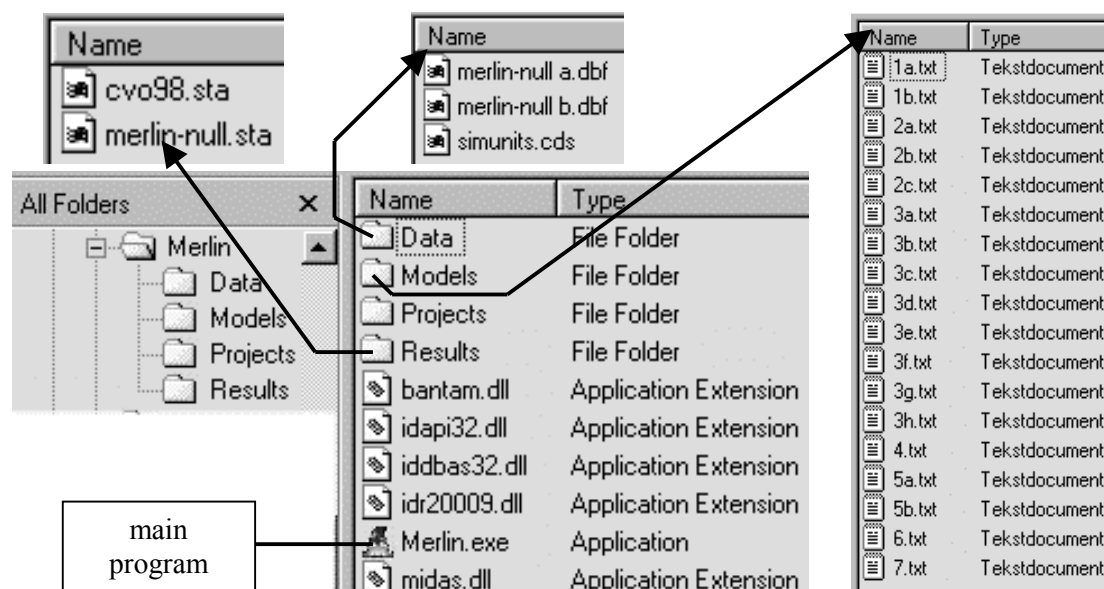 Name
cvo98.sta
merlin-null.sta
Name
merlin-null a.dbf
merlin-null b.dbf
simunits.cds
All Folders
Merlin
Data
Models
Projects
Results
Name Type
Data File Folder
Models File Folder
Projects File Folder
Results File Folder
bantam.dll Application Extension
idapi32.dll Application Extension
iddbas32.dll Application Extension
idr20009.dll Application Extension
Merlin.exe Application
midas.dll Application Extension
main
program
Name Type
1a.txt Tekstdocument
1b.txt Tekstdocument
2a.txt Tekstdocument
2b.txt Tekstdocument
2c.txt Tekstdocument
3a.txt Tekstdocument
3b.txt Tekstdocument
3c.txt Tekstdocument
3d.txt Tekstdocument
3e.txt Tekstdocument
3f.txt Tekstdocument
3g.txt Tekstdocument
3h.txt Tekstdocument
4.txt Tekstdocument
5a.txt Tekstdocument
5b.txt Tekstdocument
6.txt Tekstdocument
7.txt Tekstdocument